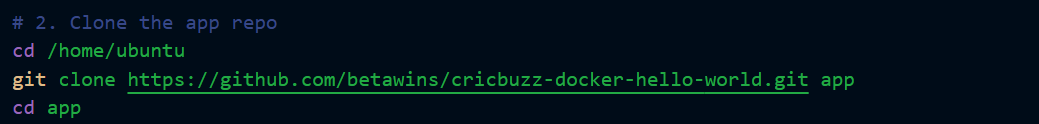 # 2. Clone the app repo
cd /home/ubuntu
git clone https://github.com/betawins/cricbuzz-docker-hello-world.git app
cd app